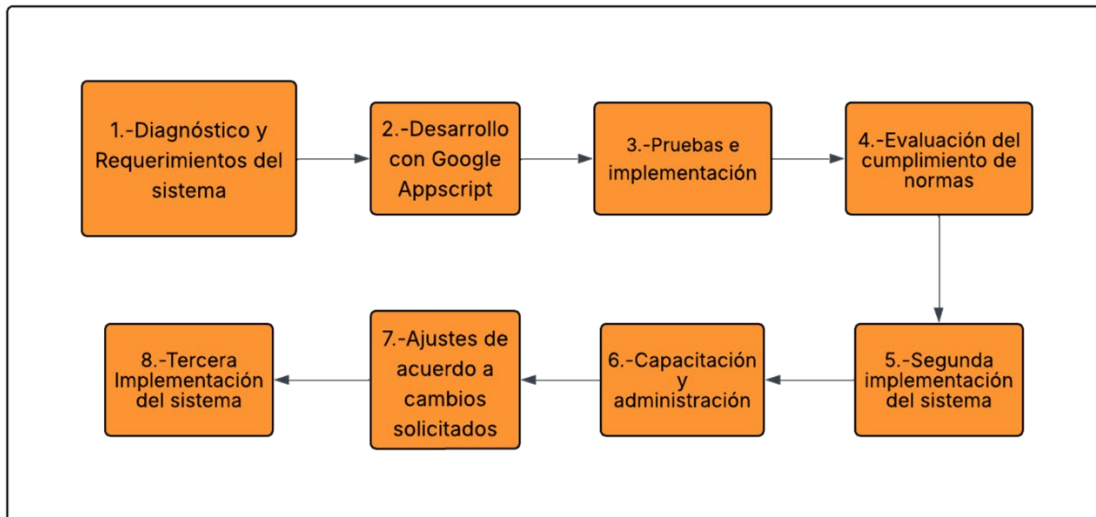 1.-Diagnóstico y
Requerimientos del
sistema
2.-Desarrollo
con Google
Appscript
3.-Pruebas e
implementación
4.-Evaluación del
cumplimiento de
normas
5.-Segunda
implementación
del sistema
6.-Capacitación
y
administración
7.-Ajustes de
acuerdo a
cambios
solicitados
8.-Tercera
Implementación
del sistema